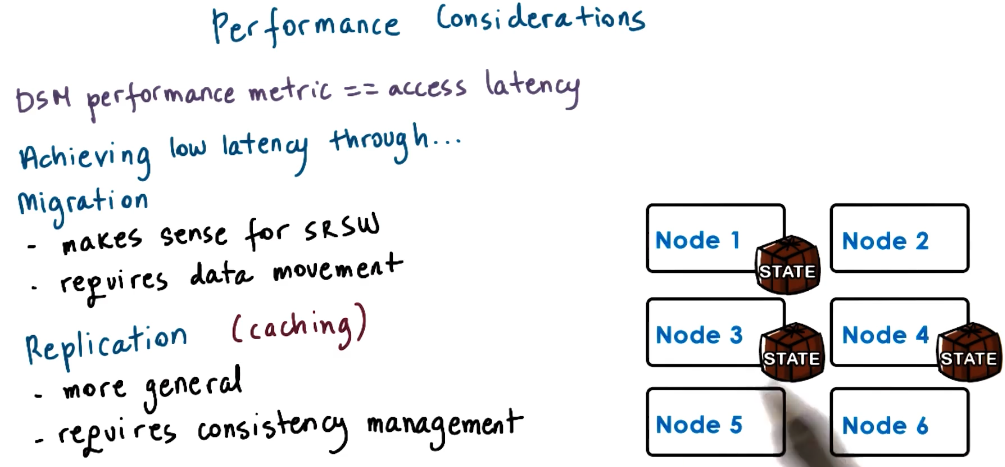 Performance Considerations
DSM performance metric == access latency
Achieving low latency through...
Migration
- makes sense for SRSW
- requires data movement
Replication (caching)
- more general
- requires consistency management
Node 1
STATE
Node 2
Node 3
STATE
Node 4
STATE
Node 5
Node 6